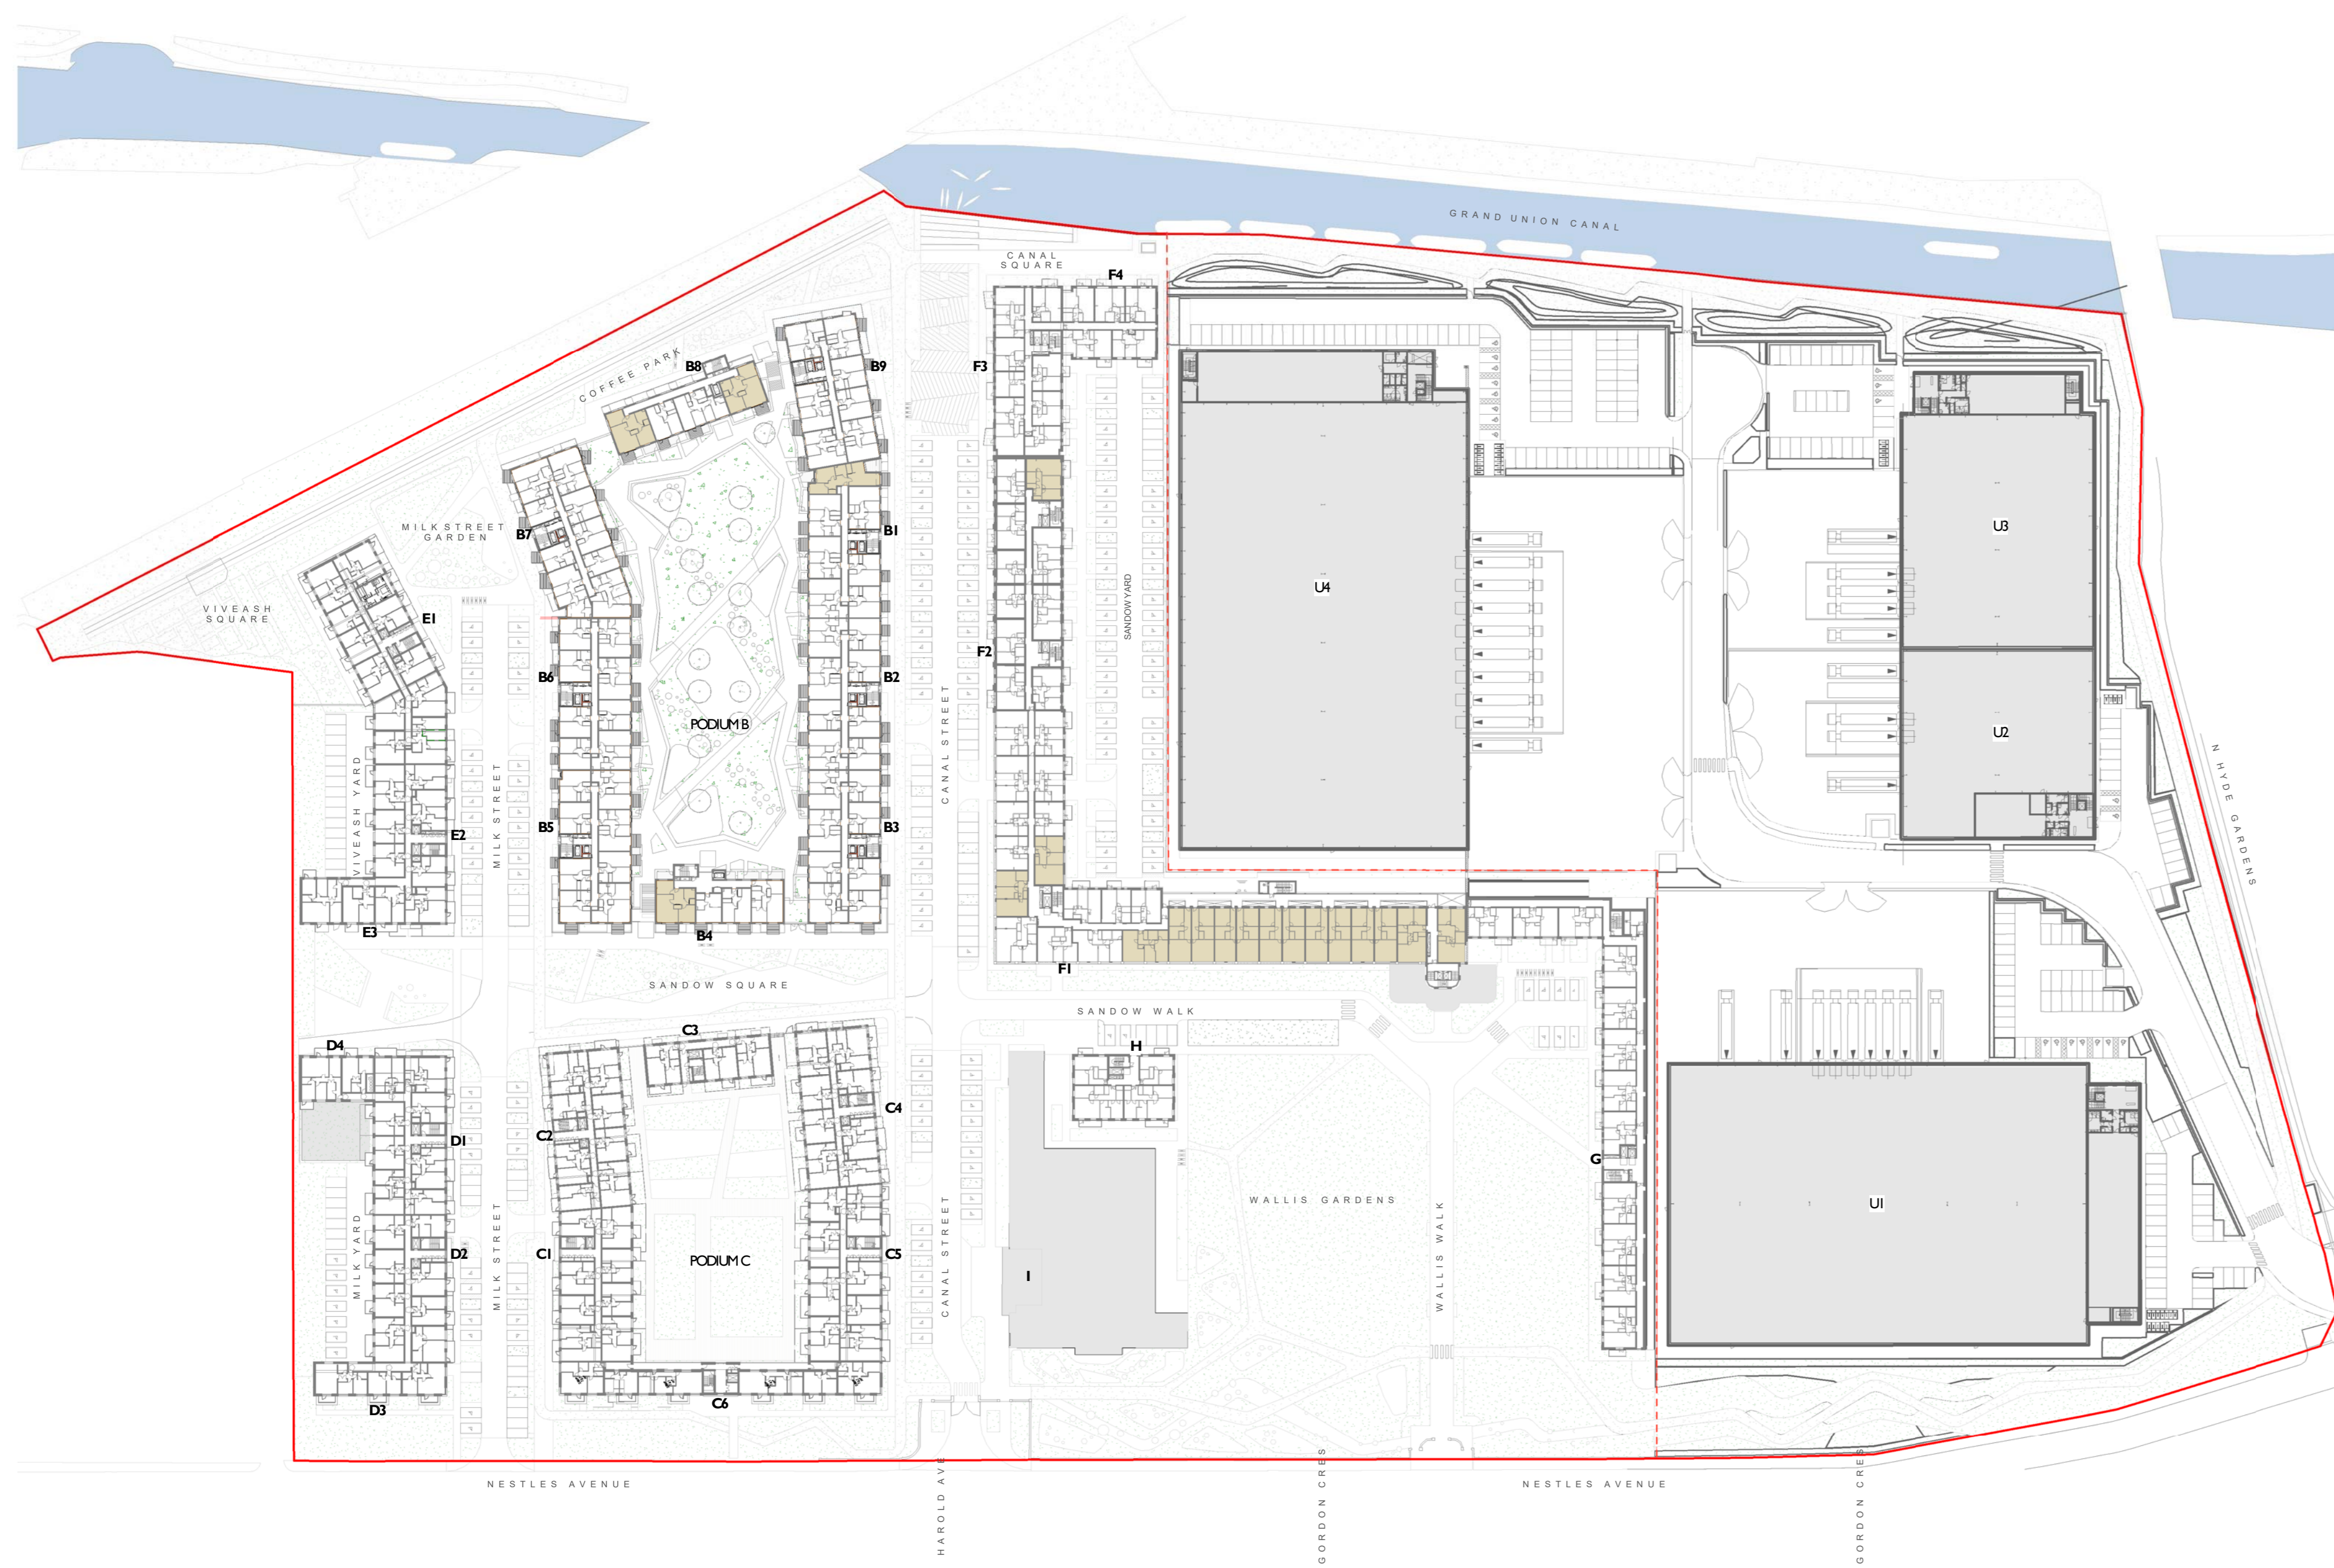 GRAND UNION CANAL
CANAL
SQUARE
F4
COFFEE PARK
B8
B9
F3
MILK STREET
GARDEN
B7
B1
U3
SANDOW YARD
U4
VIVEASH
SQUARE
E1
B6
B2
F2
PODIUM B
CANAL STREET
U2
N HYDE GARDENS
VIVEASH YARD
MILK STREET
E2
B5
B3
E3
B4
F1
SANDOW SQUARE
SANDOW WALK
D4
C3
H
C4
C2
D1
G
WALLIS GARDENS
WALLIS WALK
U1
MILK YARD
MILK STREET
D2
C1
PODIUM C
C5
CANAL STREET
I
D3
C6
NESTLES AVENUE
HAROLD AVE
GORDON CRES
NESTLES AVENUE
GORDON CRES